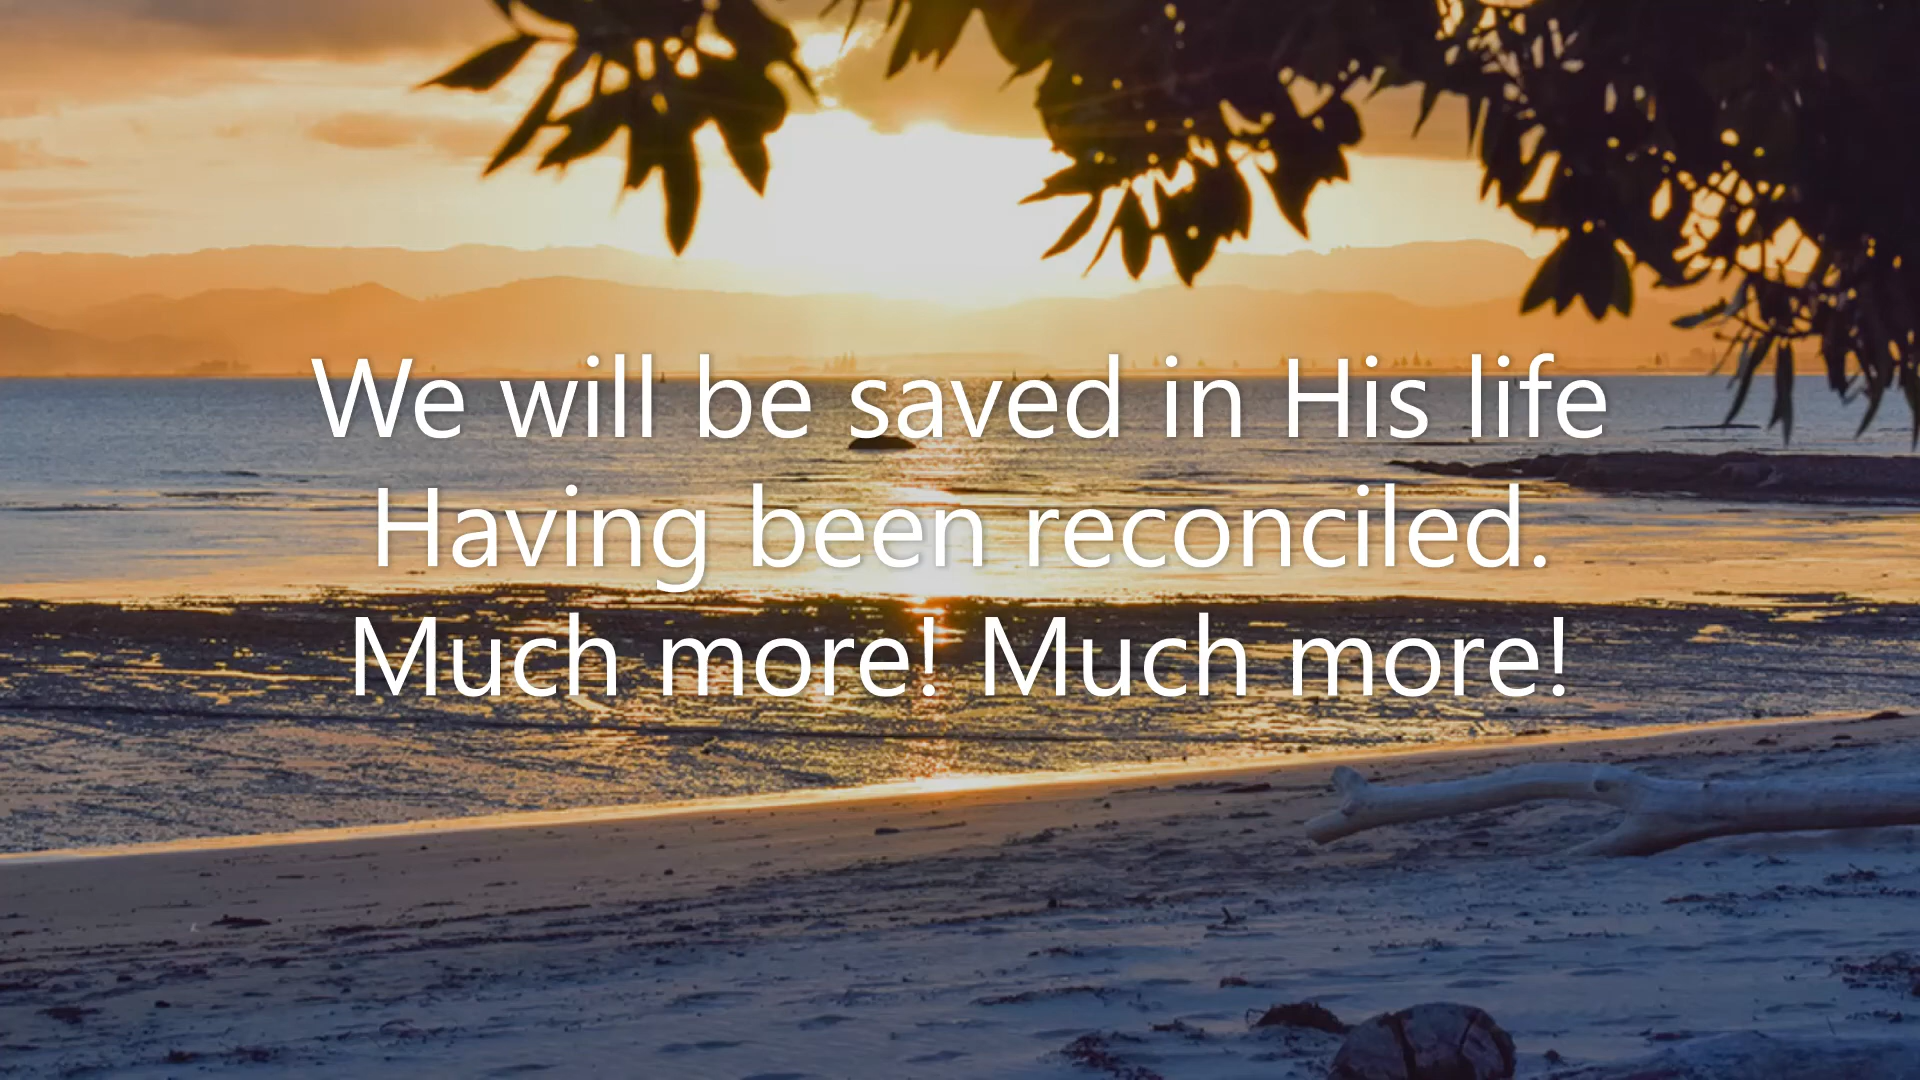 We will be saved in His life
Having been reconciled.
Much more! Much more!